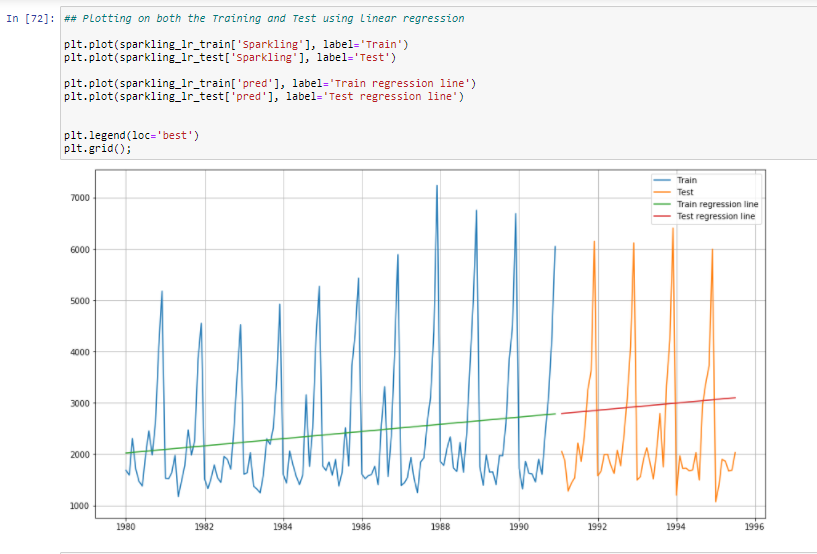 In [72]: ## Plotting on both the Training and Test using Linear regression
plt.plot(sparkling_lr_train['Sparkling'], label='Train')
plt.plot(sparkling_lr_test['Sparkling'], label='Test')
plt.plot(sparkling_lr_train['pred'], label='Train regression line')
plt.plot(sparkling_lr_test['pred'], label='Test regression line')
plt.legend(loc='best')
plt.grid();
Train
Test
Train regression line
Test regression line
7000
6000
5000
4000
3000
2000
1000
1980 1982 1984 1986 1988 1990 1992 1994 1996